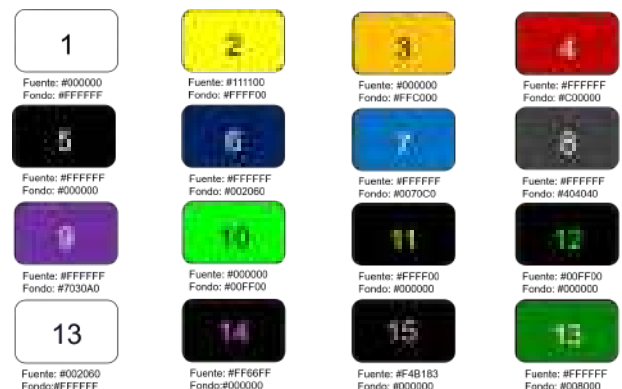 1 2 3 4
Fuente: #000000 Fuente: #111100 Fuente: #000000 Fuente: #FFFFFF
Fondo: #FFFFFF Fondo: #FFFF00 Fondo: #FFC000 Fondo: #C00000
5 6 7 8
Fuente: #FFFFFF Fuente: #FFFFFF Fuente: #FFFFFF Fuente: #FFFFFF
Fondo: #000000 Fondo: #002060 Fondo: #0070C0 Fondo: #404040
9 10 11 12
Fuente: #FFFFFF Fuente: #000000 Fuente: #FFFF00 Fuente: #00FF00
Fondo: #7030A0 Fondo: #00FF00 Fondo: #000000 Fondo: #000000
13 14 15
Fuente: #002060 Fuente: #FF66FF Fuente: #F4B183 Fuente: #FFFFFF
Fondo:#FFFFFF Fondo:#000000 Fondo: #000000 Fondo: #008000